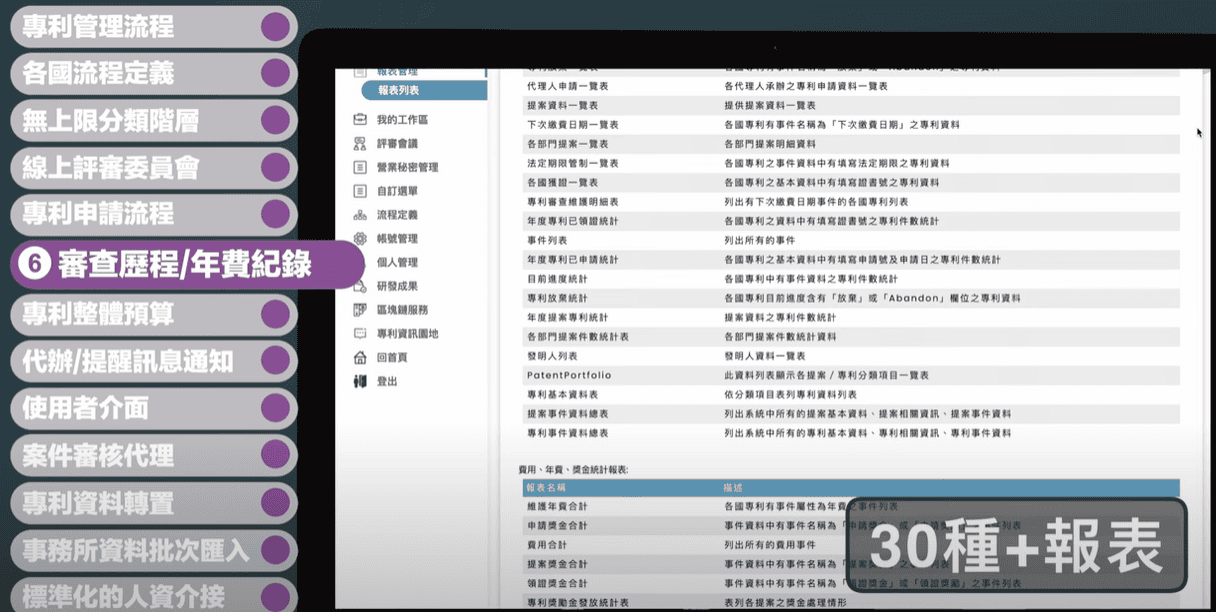 專利管理流程
各國流程定義
無上限分類階層
線上評審委員會
專利申請流程
6 審查歷程/年費紀錄
專利整體預算
代辦/提醒訊息通知
使用者介面
案件審核代理
專利資料轉置
事務所資料批次匯入
標準化的人資介接
報表管理
報表列表
我的工作區
評審會議
營業秘密管理
自訂選單
流程定義
帳號管理
個人管理
研發成果
區塊鏈服務
專利資訊園地
回首頁
登出
代理人申請一覽表 各代理人承辦之專利申請資料一覽表
提案資料一覽表 提供提案資料一覽表
下次繳費日期一覽表 各國專利有事件名稱為「下次繳費日期」之專利資料
各部門提案一覽表 各部門提案明細資料
法定期限管制一覽表 各國專利之事件資料中有填寫法定期限之專利資料
各國獲證一覽表 各國專利之基本資料中有填寫證書號之專利資料
專利審查維護明細表 列出有下次繳費日期事件的各國專利列表
年度專利已領證統計 各國專利之資料中有填寫證書號之專利件數統計
事件列表 列出所有的事件
年度專利已申請統計 各國專利之基本資料中有填寫申請號及申請日之專利件數統計
目前進度統計 各國專利中有事件資料之專利件數統計
專利放棄統計 各國專利目前進度含有「放棄」或「Abandon」欄位之專利資料
年度提案專利統計 提案資料之專利件數統計
各部門提案件數統計表 各部門提案件數統計資料
發明人列表 發明人資料一覽表
PatentPortfolio 此資料列表顯示各提案 / 專利分類項目一覽表
專利基本資料表 依分類項目表列專利資料列表
提案事件資料總表 列出系統中所有的提案基本資料、提案相關資訊、提案事件資料
專利事件資料總表 列出系統中所有的專利基本資料、專利相關資訊、專利事件資料
費用、年費、獎金統計報表:
報表名稱 描述
維護年費合計 各國專利有事件屬性為年費之事件列表
申請獎金合計 事件資料中有事件名稱為「申請獎金」或「
費用合計 列出所有的費用事件
提案獎金合計 事件資料中有事件名稱為「
領證獎金合計 事件資料中有事件名稱為「領證獎金」或「領證獎勵」之事件列表
專利獎勵金發放統計表 表列各提案之獎金處理情形
30種+報表